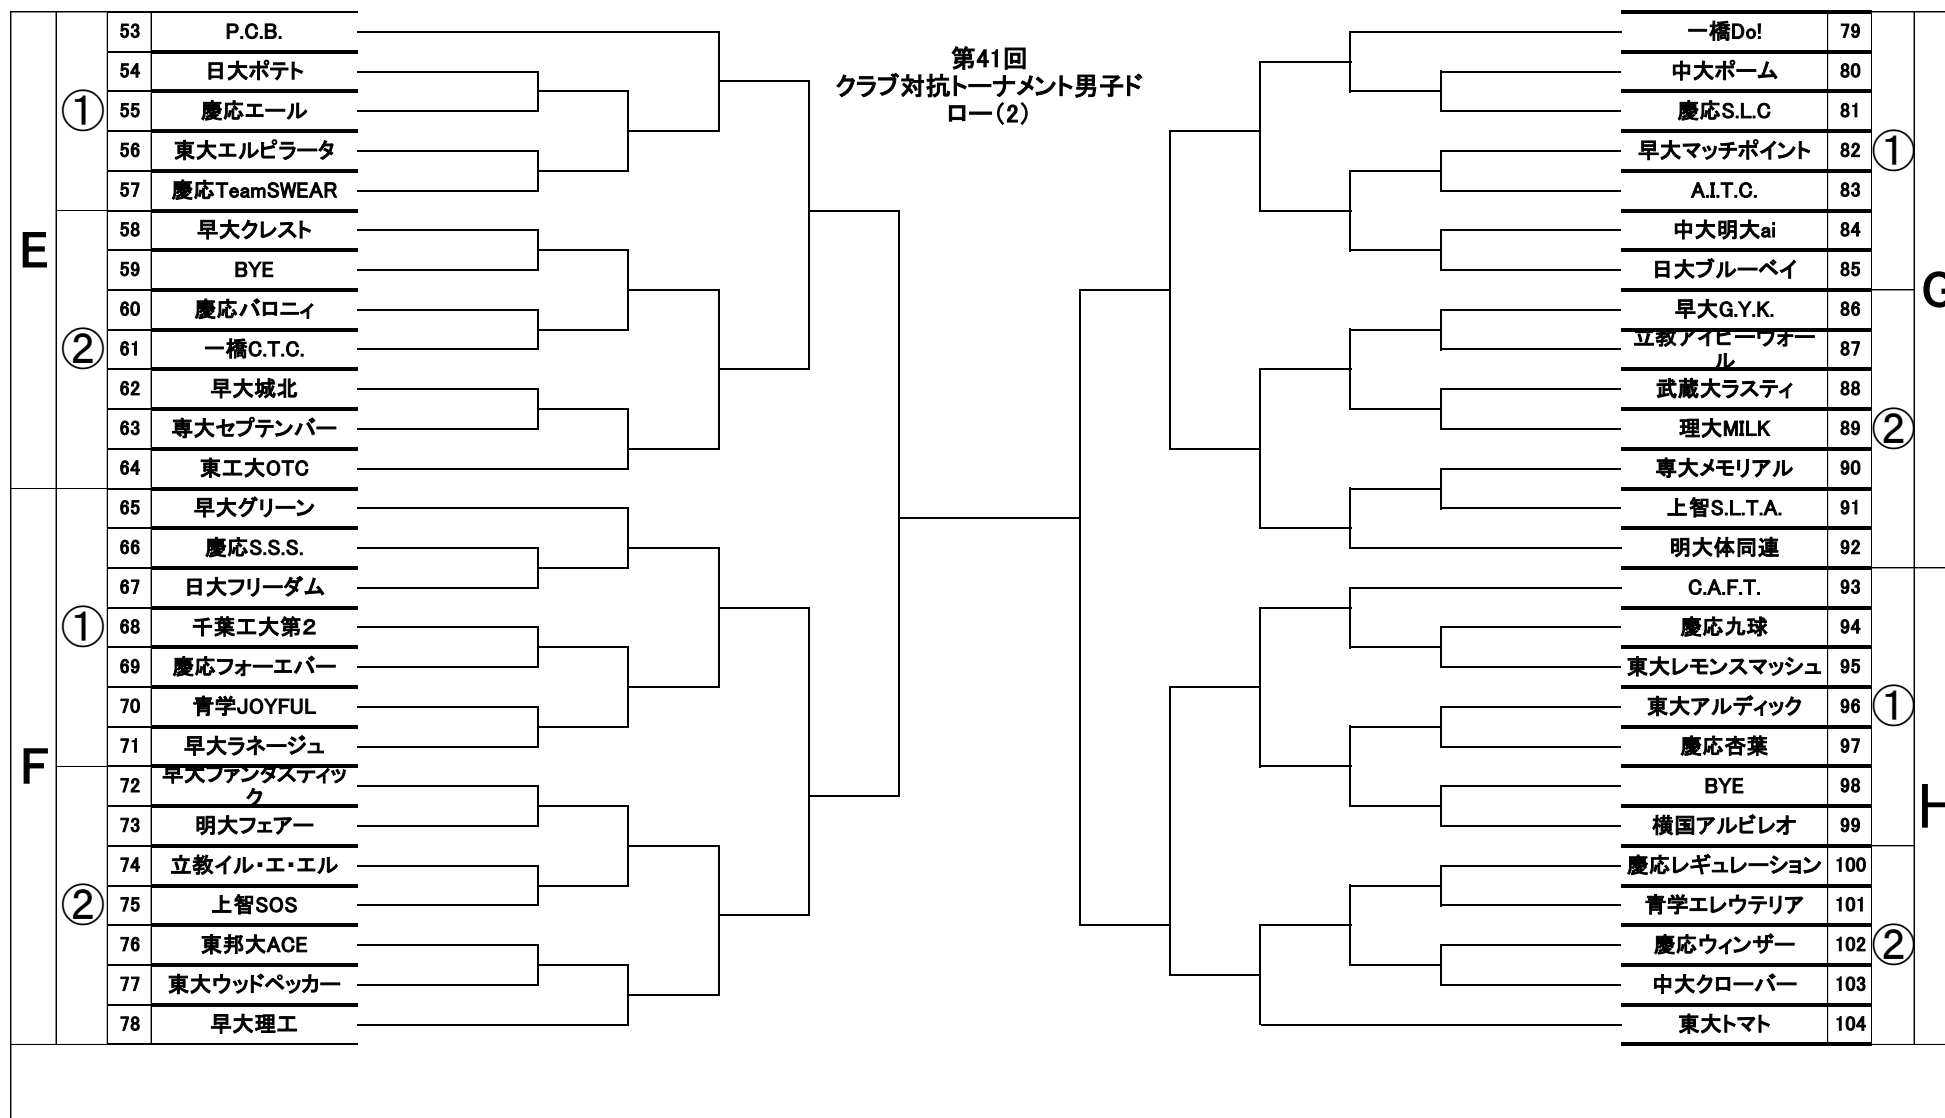 第41回
クラブ対抗トーナメント男子ド
ロー(2)
E
①
53 P.C.B.
54 日大ポテト
55 慶応エール
56 東大エルピラータ
57 慶応TeamSWEAR
②
58 早大クレスト
59 BYE
60 慶応バロニィ
61 一橋C.T.C.
62 早大城北
63 専大セプテンバー
64 東工大OTC
F
①
65 早大グリーン
66 慶応S.S.S.
67 日大フリーダム
68 千葉工大第2
69 慶応フォーエバー
70 青学JOYFUL
71 早大ラネージュ
②
72 早大ファンタスティッ
ク
73 明大フェアー
74 立教イル・エ・エル
75 上智SOS
76 東邦大ACE
77 東大ウッドペッカー
78 早大理工
一橋Do! 79
中大ポーム 80
慶応S.L.C 81
早大マッチポイント 82
A.I.T.C. 83
中大明大ai 84
日大ブルーベイ 85
①
G
早大G.Y.K. 86
立教アイビーウォー
ル 87
武蔵大ラスティ 88
理大MILK 89
専大メモリアル 90
上智S.L.T.A. 91
明大体同連 92
②
C.A.F.T. 93
慶応九球 94
東大レモンスマッシュ 95
東大アルディック 96
慶応杏葉 97
BYE 98
横国アルビレオ 99
①
H
慶応レギュレーション 100
青学エレウテリア 101
慶応ウィンザー 102
中大クローバー 103
東大トマト 104
②